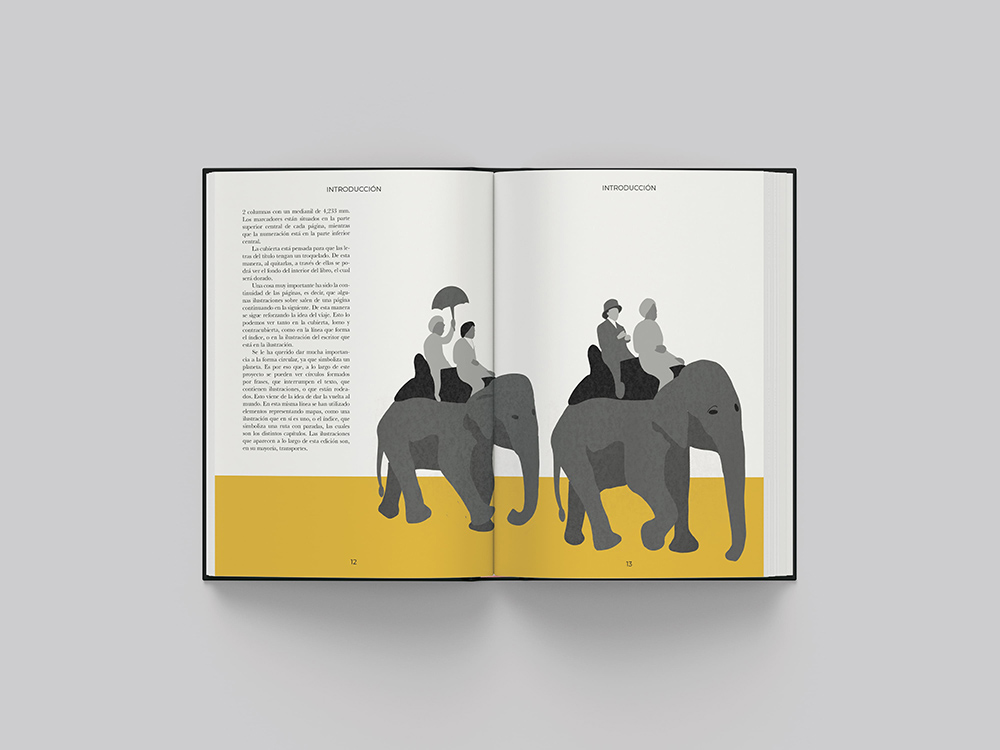 INTRODUCCIÓN
2 columnas con un medianil de 4,233 mm.
Los marcadores están situados en la parte
superior central de cada página, mientras
que la numeración está en la parte inferior
central.
La cubierta está pensada para que las le-
tras del título tengan un troquelado. De esta
manera, al quitarlas, a través de ellas se po-
drá ver el fondo del interior del libro, el cual
será dorado.
Una cosa muy importante ha sido la con-
tinuidad de las páginas, es decir, que algu-
nas ilustraciones sobre salen de una página
continuando en la siguiente. De esta manera
se sigue reforzando la idea del viaje. Esto lo
podemos ver tanto en la cubierta, lomo y
contracubierta, como en la línea que forma
el índice, o en la ilustración del escritor que
está en la ilustración.
Se le ha querido dar mucha importan-
cia a la forma circular, ya que simboliza un
planeta. Es por eso que, a lo largo de este
proyecto se pueden ver círculos formados
por frases, que interrumpen el texto, que
contienen ilustraciones, o que están rodea-
dos. Esto viene de la idea de dar la vuelta al
mundo. En esta misma línea se han utilizado
elementos representando mapas, como una
ilustración que en sí es uno, o el índice, que
simboliza una ruta con paradas, las cuales
son los distintos capítulos. Las ilustraciones
que aparecen a lo largo de esta edición son,
en su mayoría, transportes.
12
INTRODUCCIÓN
13